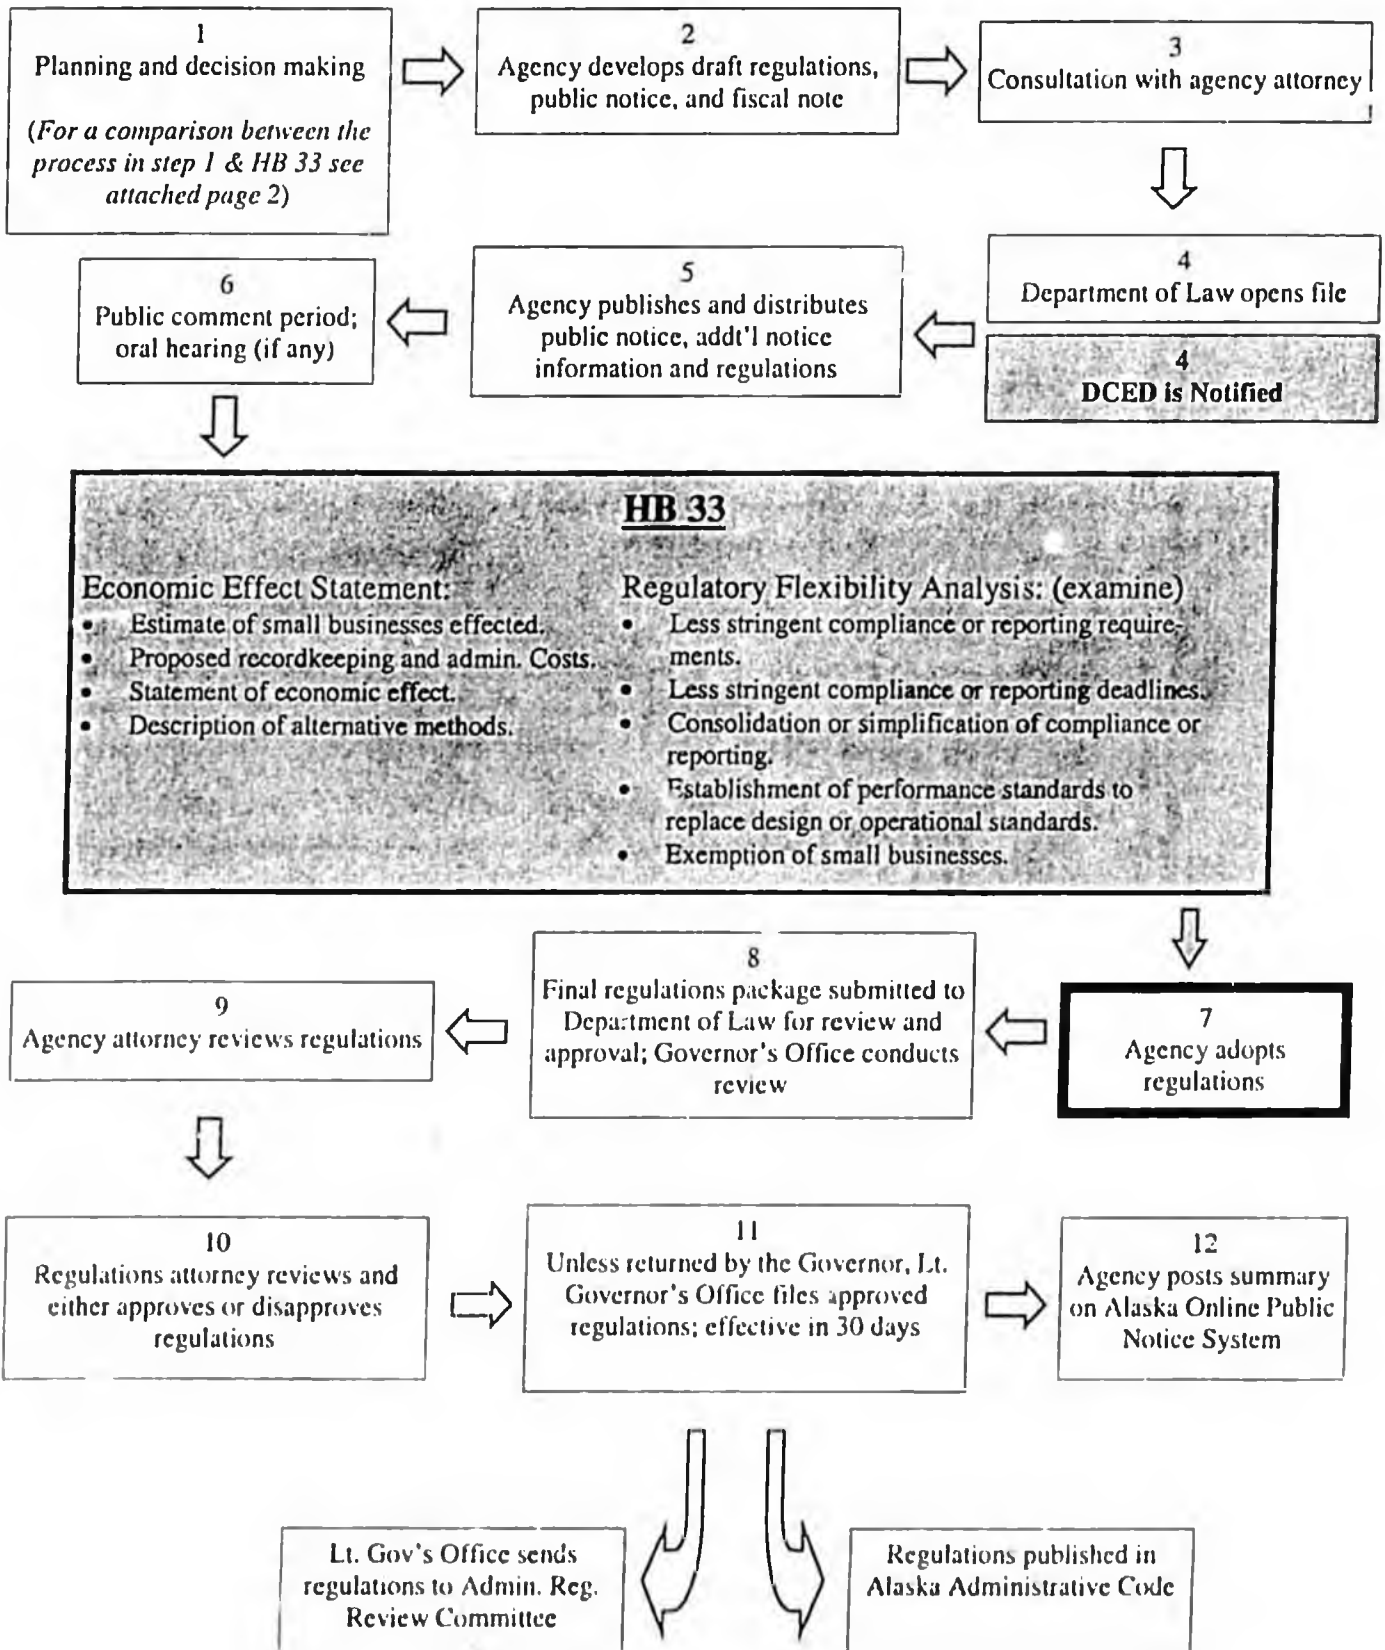 1
Planning and decision making
(For a comparison between the
process in step 1 & HB 33 see
attached page 2)
2
Agency develops draft regulations,
public notice, and fiscal note
3
Consultation with agency attorney
4
Department of Law opens file
4
DCED is Notified
5
Agency publishes and distributes
public notice, addt'l notice
information and regulations
6
Public comment period;
oral hearing (if any)
HB 33
Economic Effect Statement:
• Estimate of small businesses effected.
• Proposed recordkeeping and admin. Costs.
• Statement of economic effect.
• Description of alternative methods.
Regulatory Flexibility Analysis: (examine)
• Less stringent compliance or reporting require-
ments.
• Less stringent compliance or reporting deadlines.
• Consolidation or simplification of compliance or
reporting.
• Establishment of performance standards to
replace design or operational standards.
• Exemption of small businesses.
7
Agency adopts
regulations
8
Final regulations package submitted to
Department of Law for review and
approval; Governor's Office conducts
review
9
Agency attorney reviews regulations
10
Regulations attorney reviews and
either approves or disapproves
regulations
11
Unless returned by the Governor, Lt.
Governor's Office files approved
regulations; effective in 30 days
12
Agency posts summary
on Alaska Online Public
Notice System
Lt. Gov's Office sends
regulations to Admin. Reg.
Review Committee
Regulations published in
Alaska Administrative Code